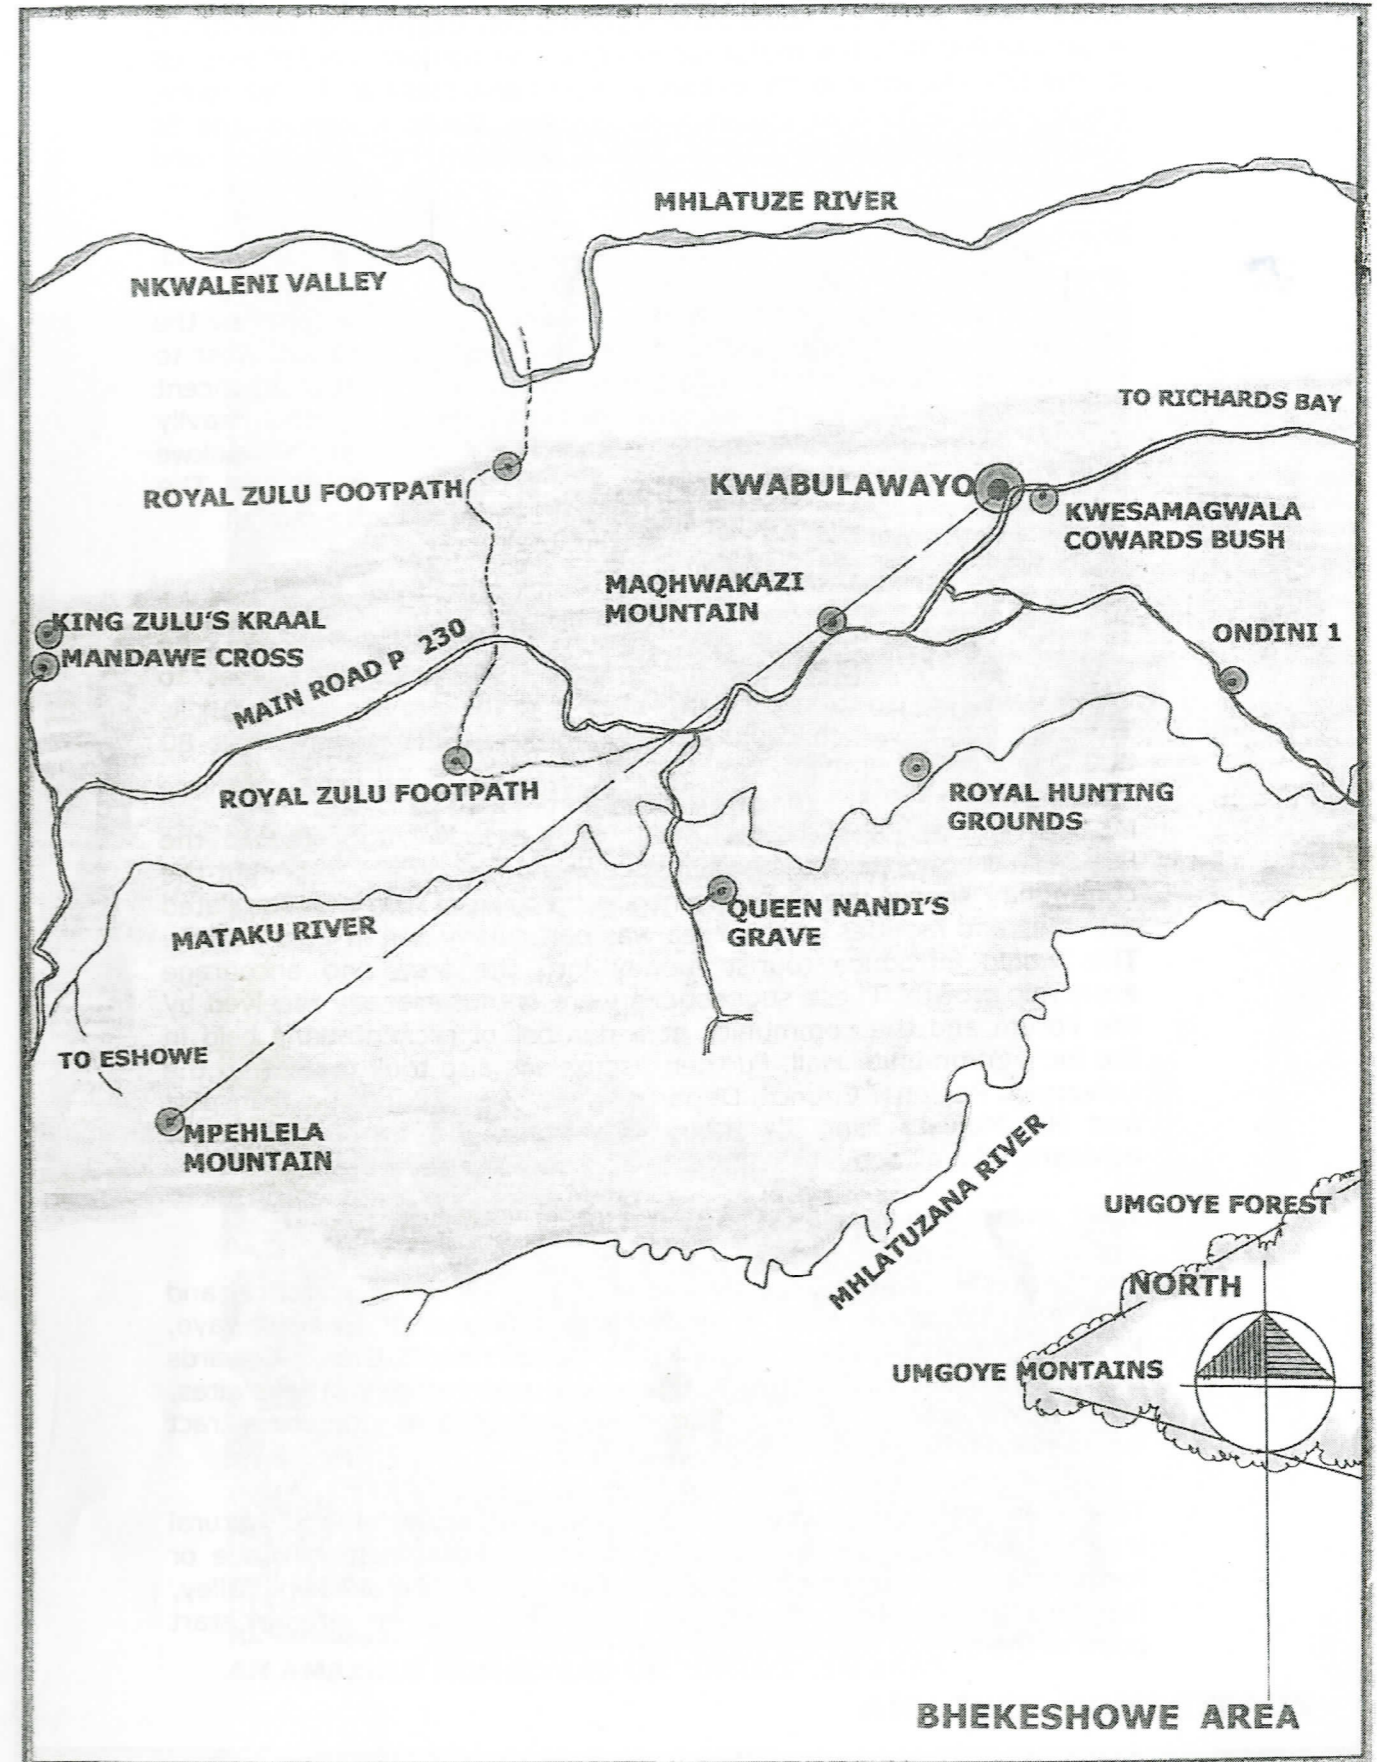 MHLATUZE RIVER
NKWALENI VALLEY
TO RICHARDS BAY
ROYAL ZULU FOOTPATH
KWABULAWAYO
KWESAMAGWALA
COWARDS BUSH
MAQHWAKAZI
MOUNTAIN
KING ZULU'S KRAAL
MANDAWE CROSS
MAIN ROAD P 230
ONDINI 1
ROYAL ZULU FOOTPATH
ROYAL HUNTING
GROUNDS
QUEEN NANDI'S
GRAVE
MATAKU RIVER
TO ESHOWE
MPEHLELA
MOUNTAIN
MHLATUZANA RIVER
UMGOYE FOREST
NORTH
UMGOYE MONTAINS
BHEKESHOWE AREA